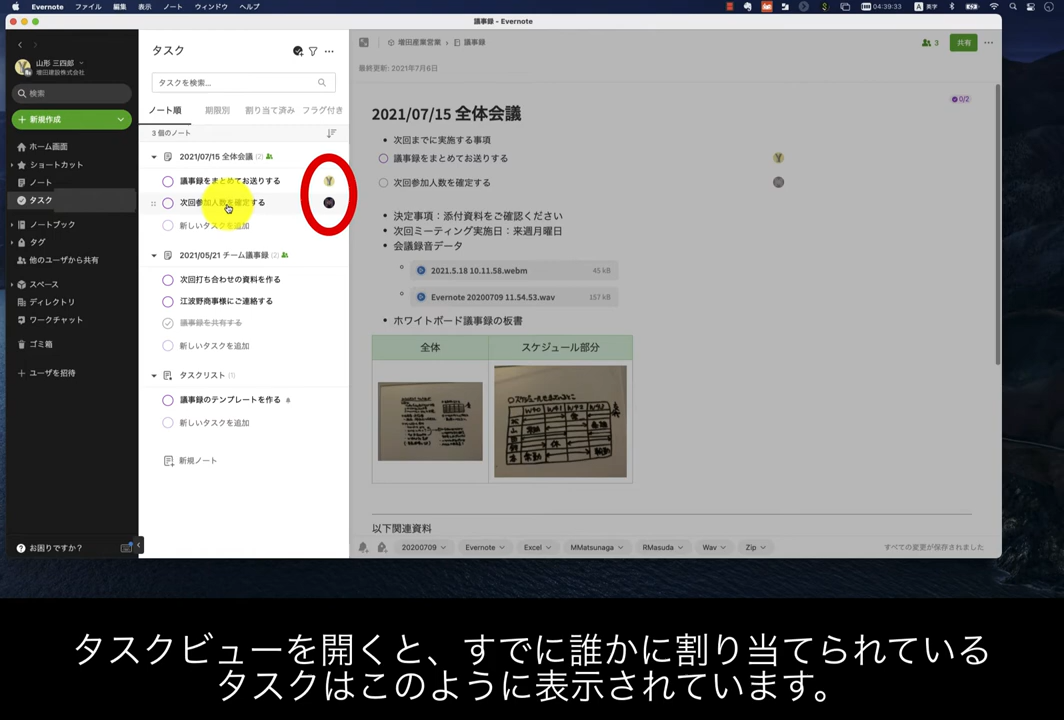 Evernote ファイル 編集 表示 ノート ウィンドウ ヘルプ
04:39:33 A 英字
議事録 - Evernote
山形 三四郎
増田建設株式会社
検索
+ 新規作成
ホーム画面
ショートカット
ノート
タスク
ノートブック
タグ
他のユーザから共有
スペース
ディレクトリ
ワークチャット
ゴミ箱
+ ユーザを招待
お困りですか？
タスク
タスクを検索...
ノート順 期限別 割り当て済み フラグ付き
3 個のノート
2021/07/15 全体会議 (2)
議事録をまとめてお送りする
次回参加人数を確定する
新しいタスクを追加
2021/05/21 チーム議事録 (2)
次回打ち合わせの資料を作る
江波野商事様にご連絡する
議事録を共有する
新しいタスクを追加
タスクリスト (1)
議事録のテンプレートを作る
新しいタスクを追加
新規ノート
増田産業営業 › 議事録
3 共有
最終更新: 2021年7月6日
2021/07/15 全体会議
0/2
• 次回までに実施する事項
議事録をまとめてお送りする
次回参加人数を確定する
• 決定事項：添付資料をご確認ください
• 次回ミーティング実施日：来週月曜日
• 会議録音データ
2021.5.18 10.11.58.webm 45 kB
Evernote 20200709 11.54.53.wav 157 kB
• ホワイトボード議事録の板書
全体 スケジュール部分
以下関連資料
20200709 Evernote Excel MMatsunaga RMasuda Wav Zip
すべての変更が保存されました
タスクビューを開くと、すでに誰かに割り当てられている
タスクはこのように表示されています。